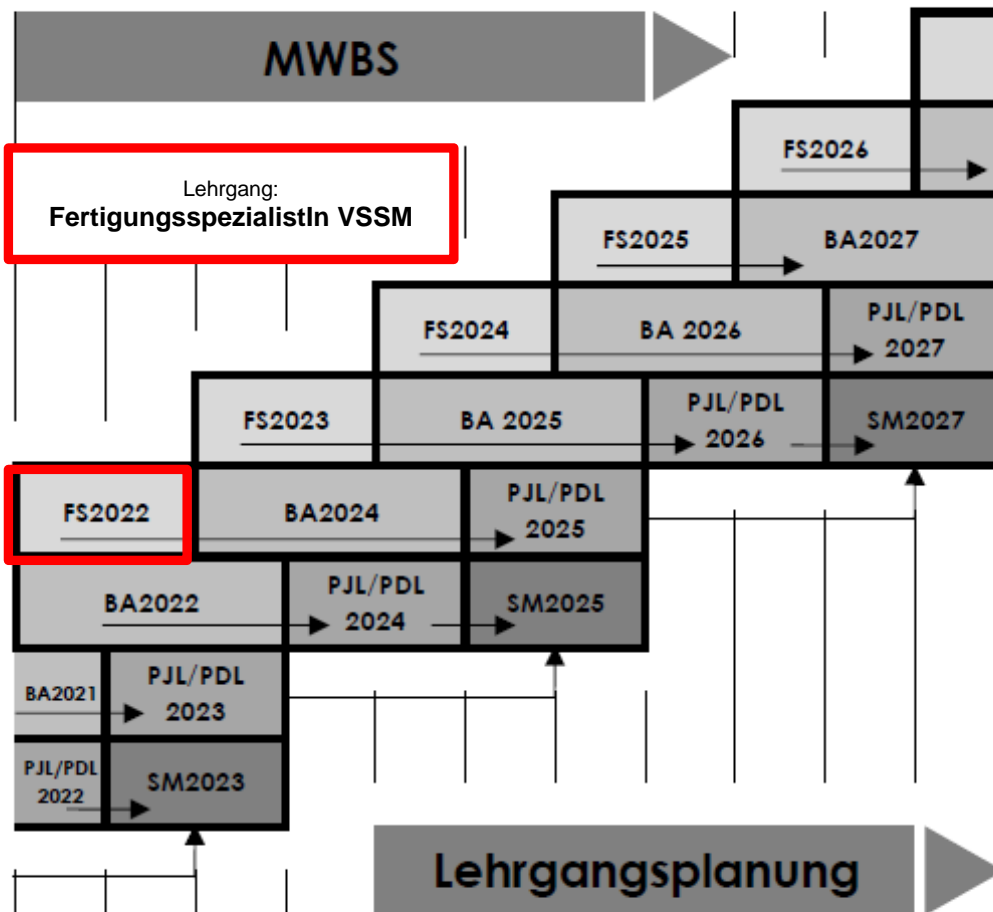 MWBS
FS2026
Lehrgang:
FertigungsspezialistIn VSSM
FS2025
BA2027
FS2024
BA 2026
PJL/PDL
2027
FS2023
BA 2025
PJL/PDL
2026
SM2027
FS2022
BA2024
PJL/PDL
2025
BA2022
PJL/PDL
2024
SM2025
BA2021
PJL/PDL
2023
PJL/PDL
2022
SM2023
Lehrgangsplanung